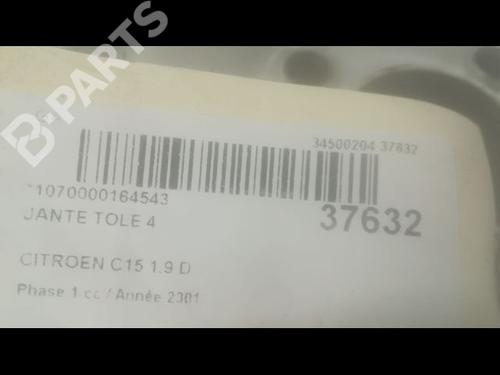 B-PARTS
34500204 37632
*1070000164543
37632
JANTE TOLE 4
CITROEN C15 1.9 D
Phase 1 cc / Année 2001